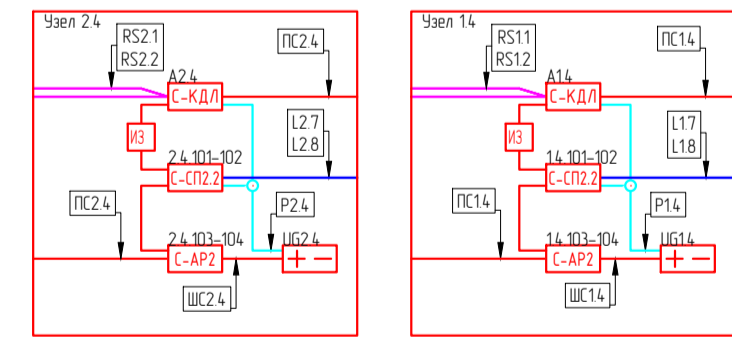 Узел 2.4
RS2.1
RS2.2
ПС2.4
А2.4
С-КДЛ
ИЗ
L2.7
L2.8
2.4.101-102
С-СП2.2
ПС2.4
Р2.4
2.4.103-104
UG2.4
С-АР2
+ -
ШС2.4
Узел 1.4
RS1.1
RS1.2
ПС1.4
А1.4
С-КДЛ
ИЗ
L1.7
L1.8
1.4.101-102
С-СП2.2
ПС1.4
Р1.4
1.4.103-104
UG1.4
С-АР2
+ -
ШС1.4